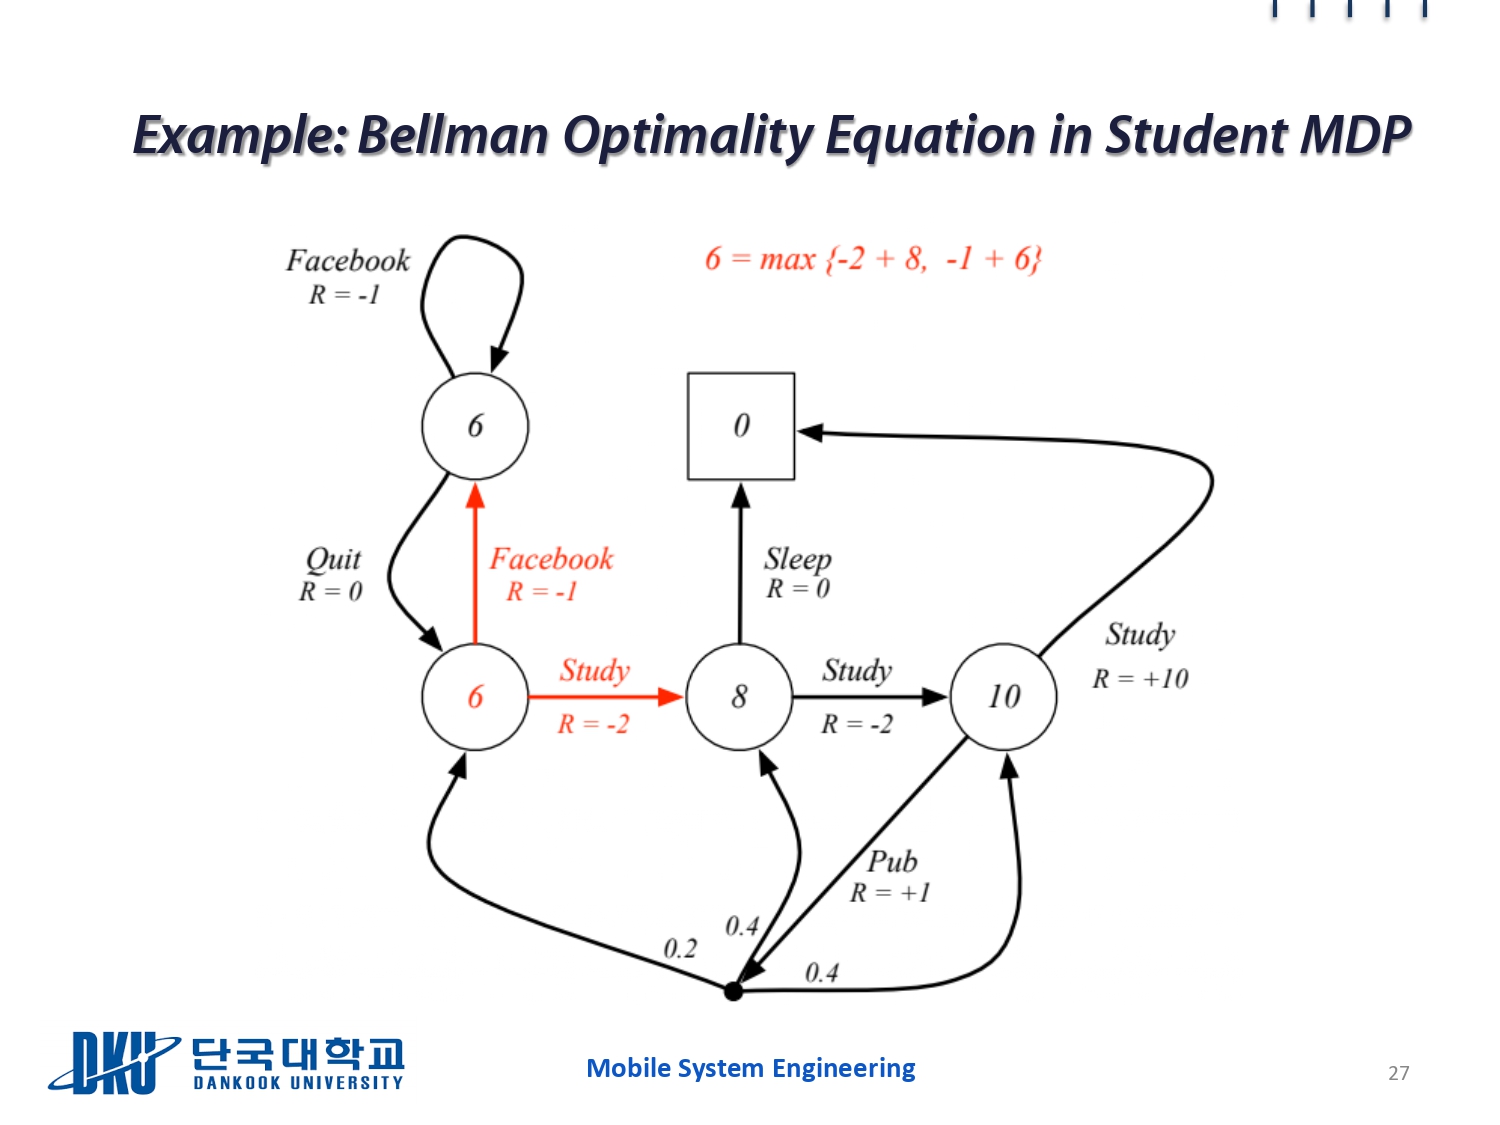 Example: Bellman Optimality Equation in Student MDP
Facebook
R = -1
6 = max {-2 + 8, -1 + 6}
6
0
Quit
R = 0
Facebook
R = -1
Sleep
R = 0
Study
R = +10
6
Study
R = -2
8
Study
R = -2
10
Pub
R = +1
0.4
0.2
0.4
DKU 단국대학교
DANKOOK UNIVERSITY
Mobile System Engineering
27